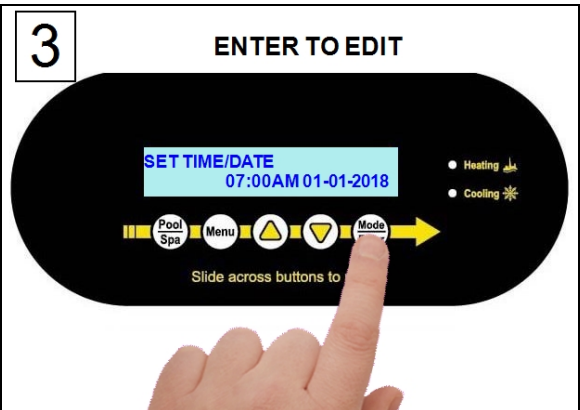 3
ENTER TO EDIT
SET TIME/DATE
07:00AM 01-01-2018
Heating
Cooling
Pool
Spa
Menu
Mode
Slide across buttons to